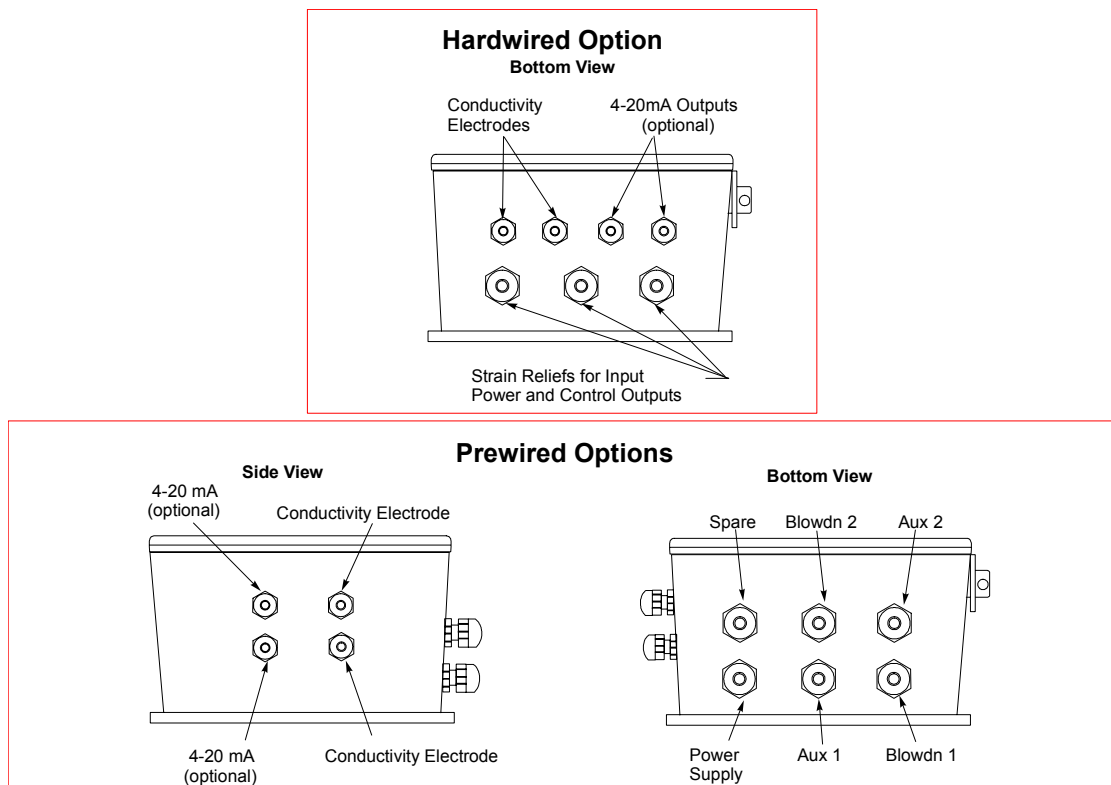 Hardwired Option
Bottom View
Conductivity
Electrodes
4-20mA Outputs
(optional)
Strain Reliefs for Input
Power and Control Outputs
Prewired Options
Side View
4-20 mA
(optional)
Conductivity Electrode
4-20 mA
(optional)
Conductivity Electrode
Bottom View
Spare
Blowdn 2
Aux 2
Power
Supply
Aux 1
Blowdn 1